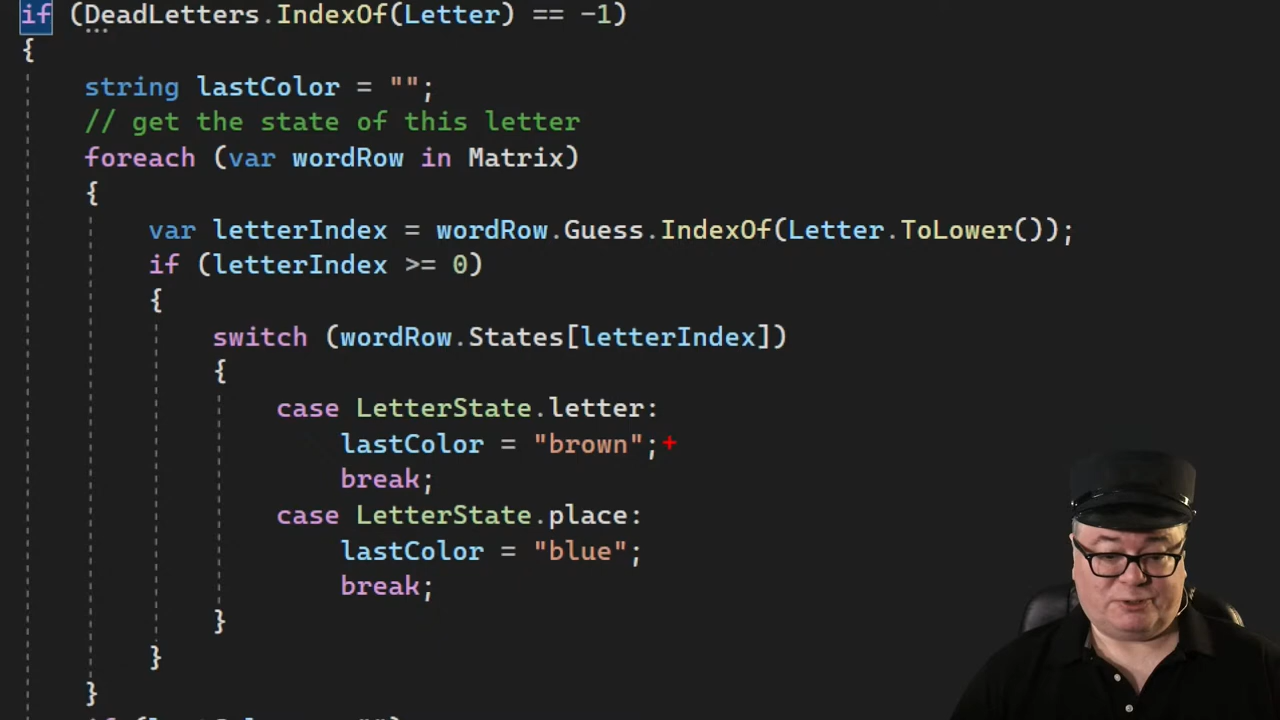 if (DeadLetters.IndexOf(Letter) == -1)
{
string lastColor = "";
// get the state of this letter
foreach (var wordRow in Matrix)
{
var letterIndex = wordRow.Guess.IndexOf(Letter.ToLower());
if (letterIndex >= 0)
{
switch (wordRow.States[letterIndex])
{
case LetterState.letter:
lastColor = "brown";
break;
case LetterState.place:
lastColor = "blue";
break;
}
}
}